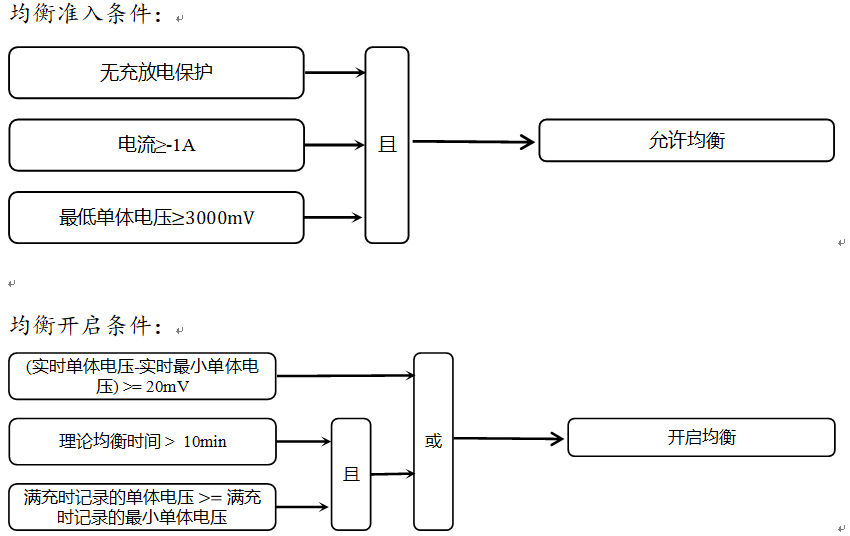 均衡准入条件：
无充放电保护
电流≥-1A
且
允许均衡
最低单体电压≥3000mV
均衡开启条件：
(实时单体电压-实时最小单体电
压) >= 20mV
理论均衡时间 > 10min
且
或
开启均衡
满充时记录的单体电压 >= 满充
时记录的最小单体电压